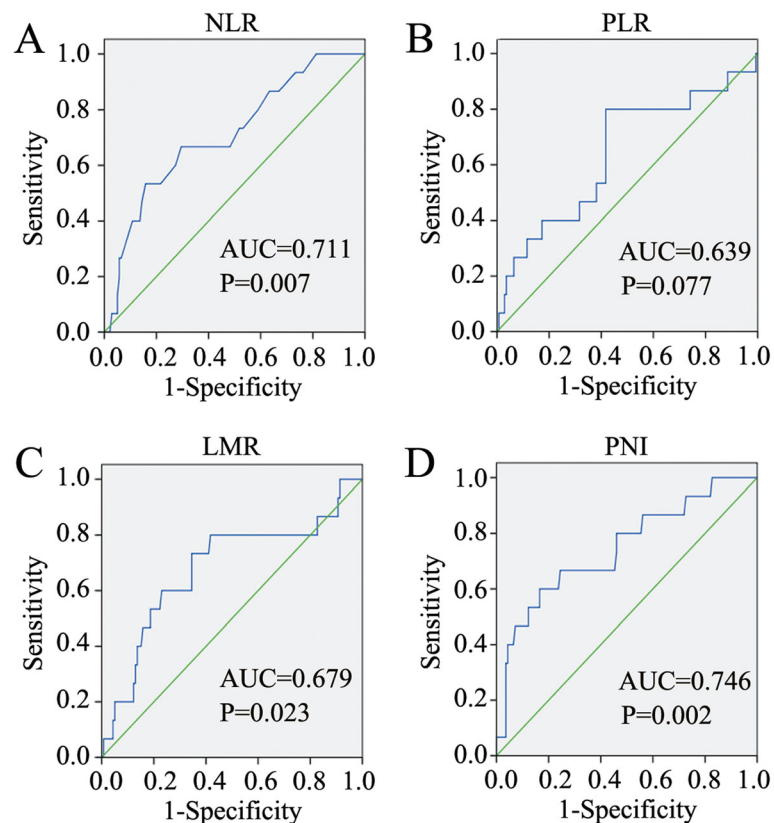 A
NLR
1.0
0.8
0.6
0.4
0.2
0.0
Sensitivity
AUC=0.711
P=0.007
0.0 0.2 0.4 0.6 0.8 1.0
1-Specificity
B
PLR
1.0
0.8
0.6
0.4
0.2
0.0
Sensitivity
AUC=0.639
P=0.077
0.0 0.2 0.4 0.6 0.8 1.0
1-Specificity
C
LMR
1.0
0.8
0.6
0.4
0.2
0.0
Sensitivity
AUC=0.679
P=0.023
0.0 0.2 0.4 0.6 0.8 1.0
1-Specificity
D
PNI
1.0
0.8
0.6
0.4
0.2
0.0
Sensitivity
AUC=0.746
P=0.002
0.0 0.2 0.4 0.6 0.8 1.0
1-Specificity